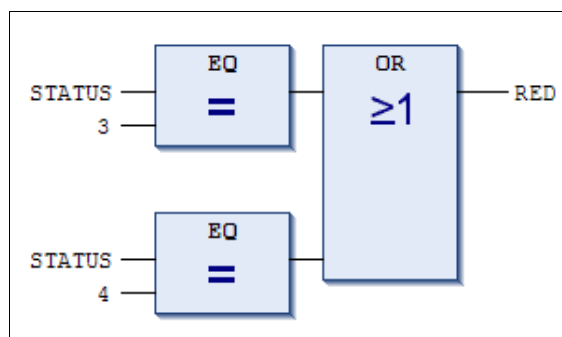 EQ
OR
STATUS
=
≥1
RED
3
EQ
STATUS
=
4